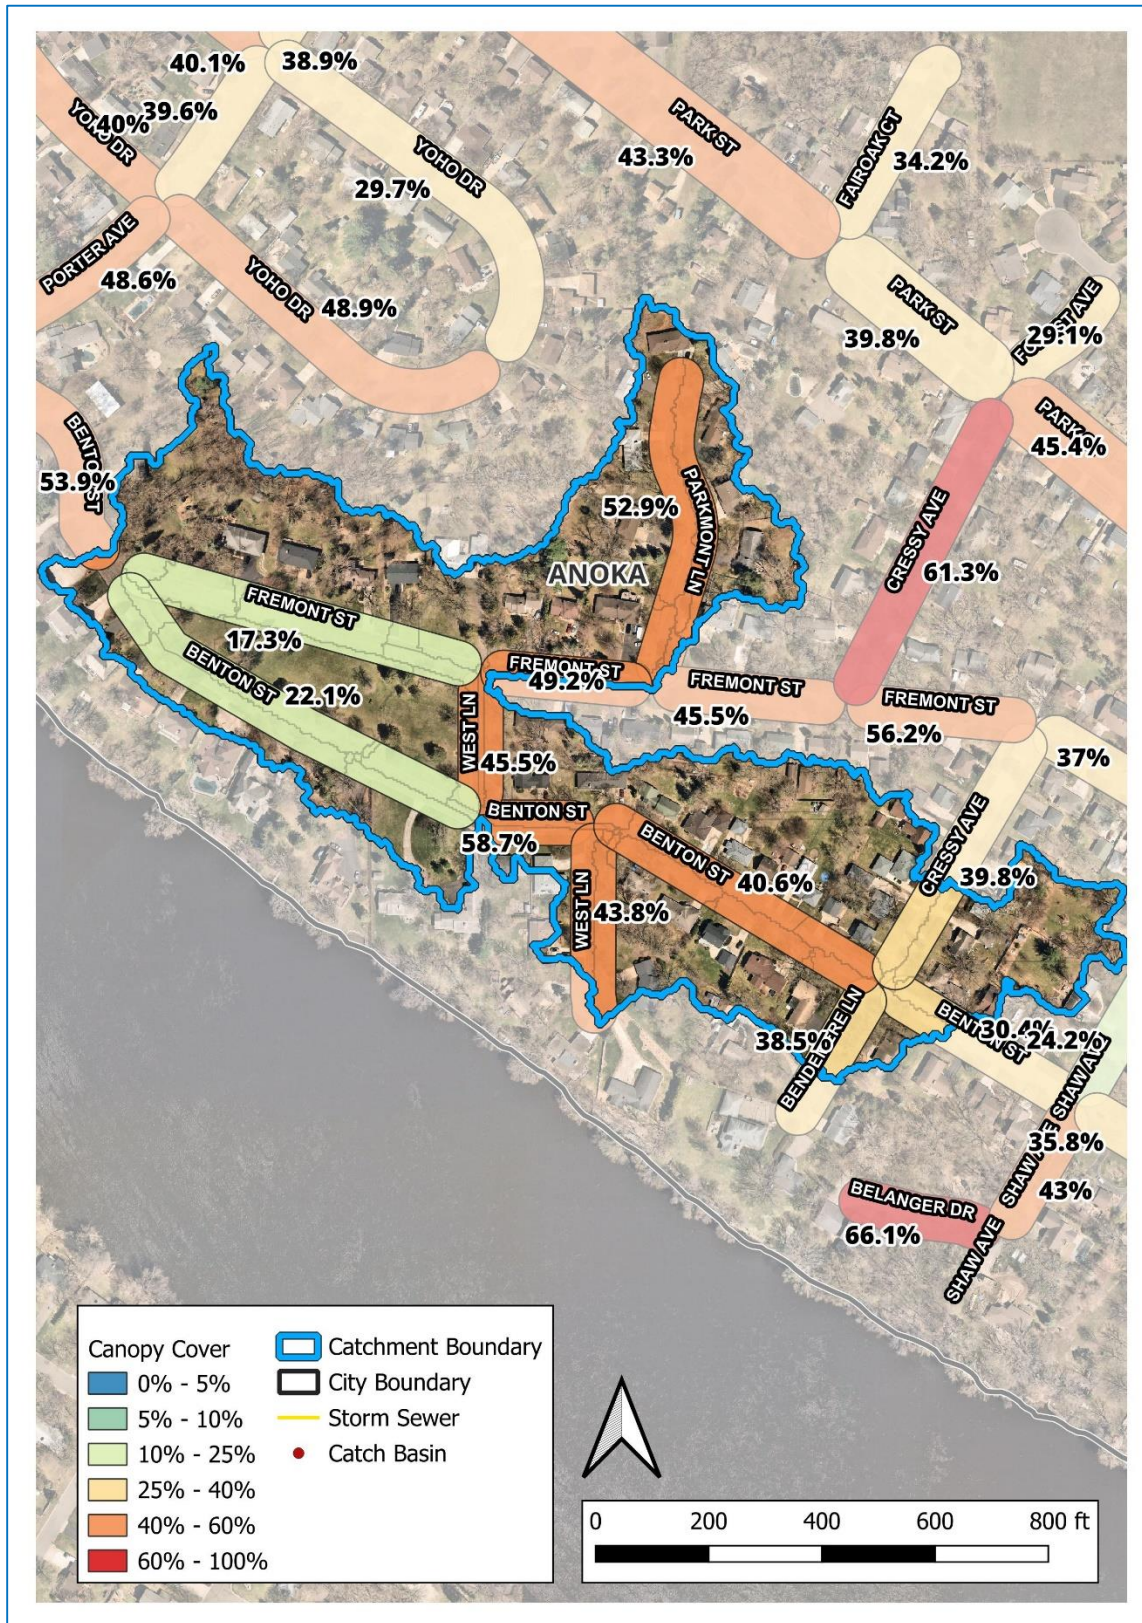 40.1%
38.9%
YOHO DR
40%
39.6%
YOHO DR
29.7%
PARK ST
43.3%
FAIROAK CT
34.2%
PORTER AVE
48.6%
YOHO DR
48.9%
PARK ST
39.8%
FOREST AVE
29.1%
PARK
45.4%
BENTON ST
53.9%
PARKMONT LN
52.9%
ANOKA
CRESSY AVE
61.3%
FREMONT ST
17.3%
BENTON ST
22.1%
FREMONT ST
49.2%
FREMONT ST
45.5%
FREMONT ST
56.2%
WEST LN
45.5%
37%
BENTON ST
58.7%
BENTON ST
40.6%
CRESSY AVE
39.8%
WEST LN
43.8%
BENDEMERE LN
38.5%
BENTON ST
30.4%
24.2%
SHAW AVE
35.8%
SHAW AVE
43%
BELANGER DR
66.1%
SHAW AVE
Canopy Cover
0% - 5%
5% - 10%
10% - 25%
25% - 40%
40% - 60%
60% - 100%
Catchment Boundary
City Boundary
Storm Sewer
Catch Basin
0 200 400 600 800 ft